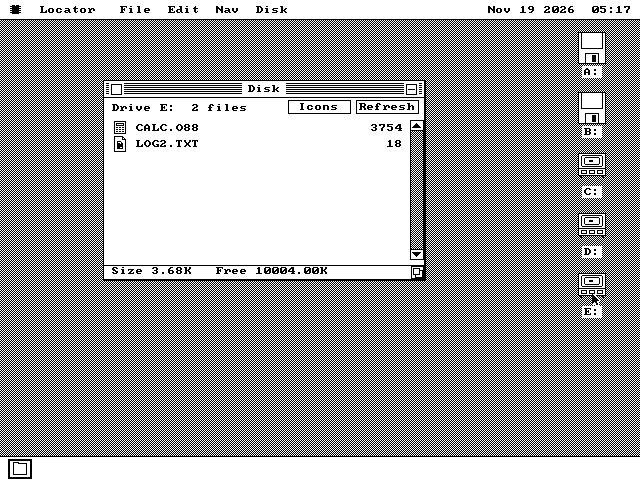 Locator File Edit Nav Disk Nov 19 2026 05:17
Disk
Drive E: 2 files Icons Refresh
CALC.O88 3754
LOG2.TXT 18
Size 3.68K Free 10004.00K
A:
B:
C:
D:
E: